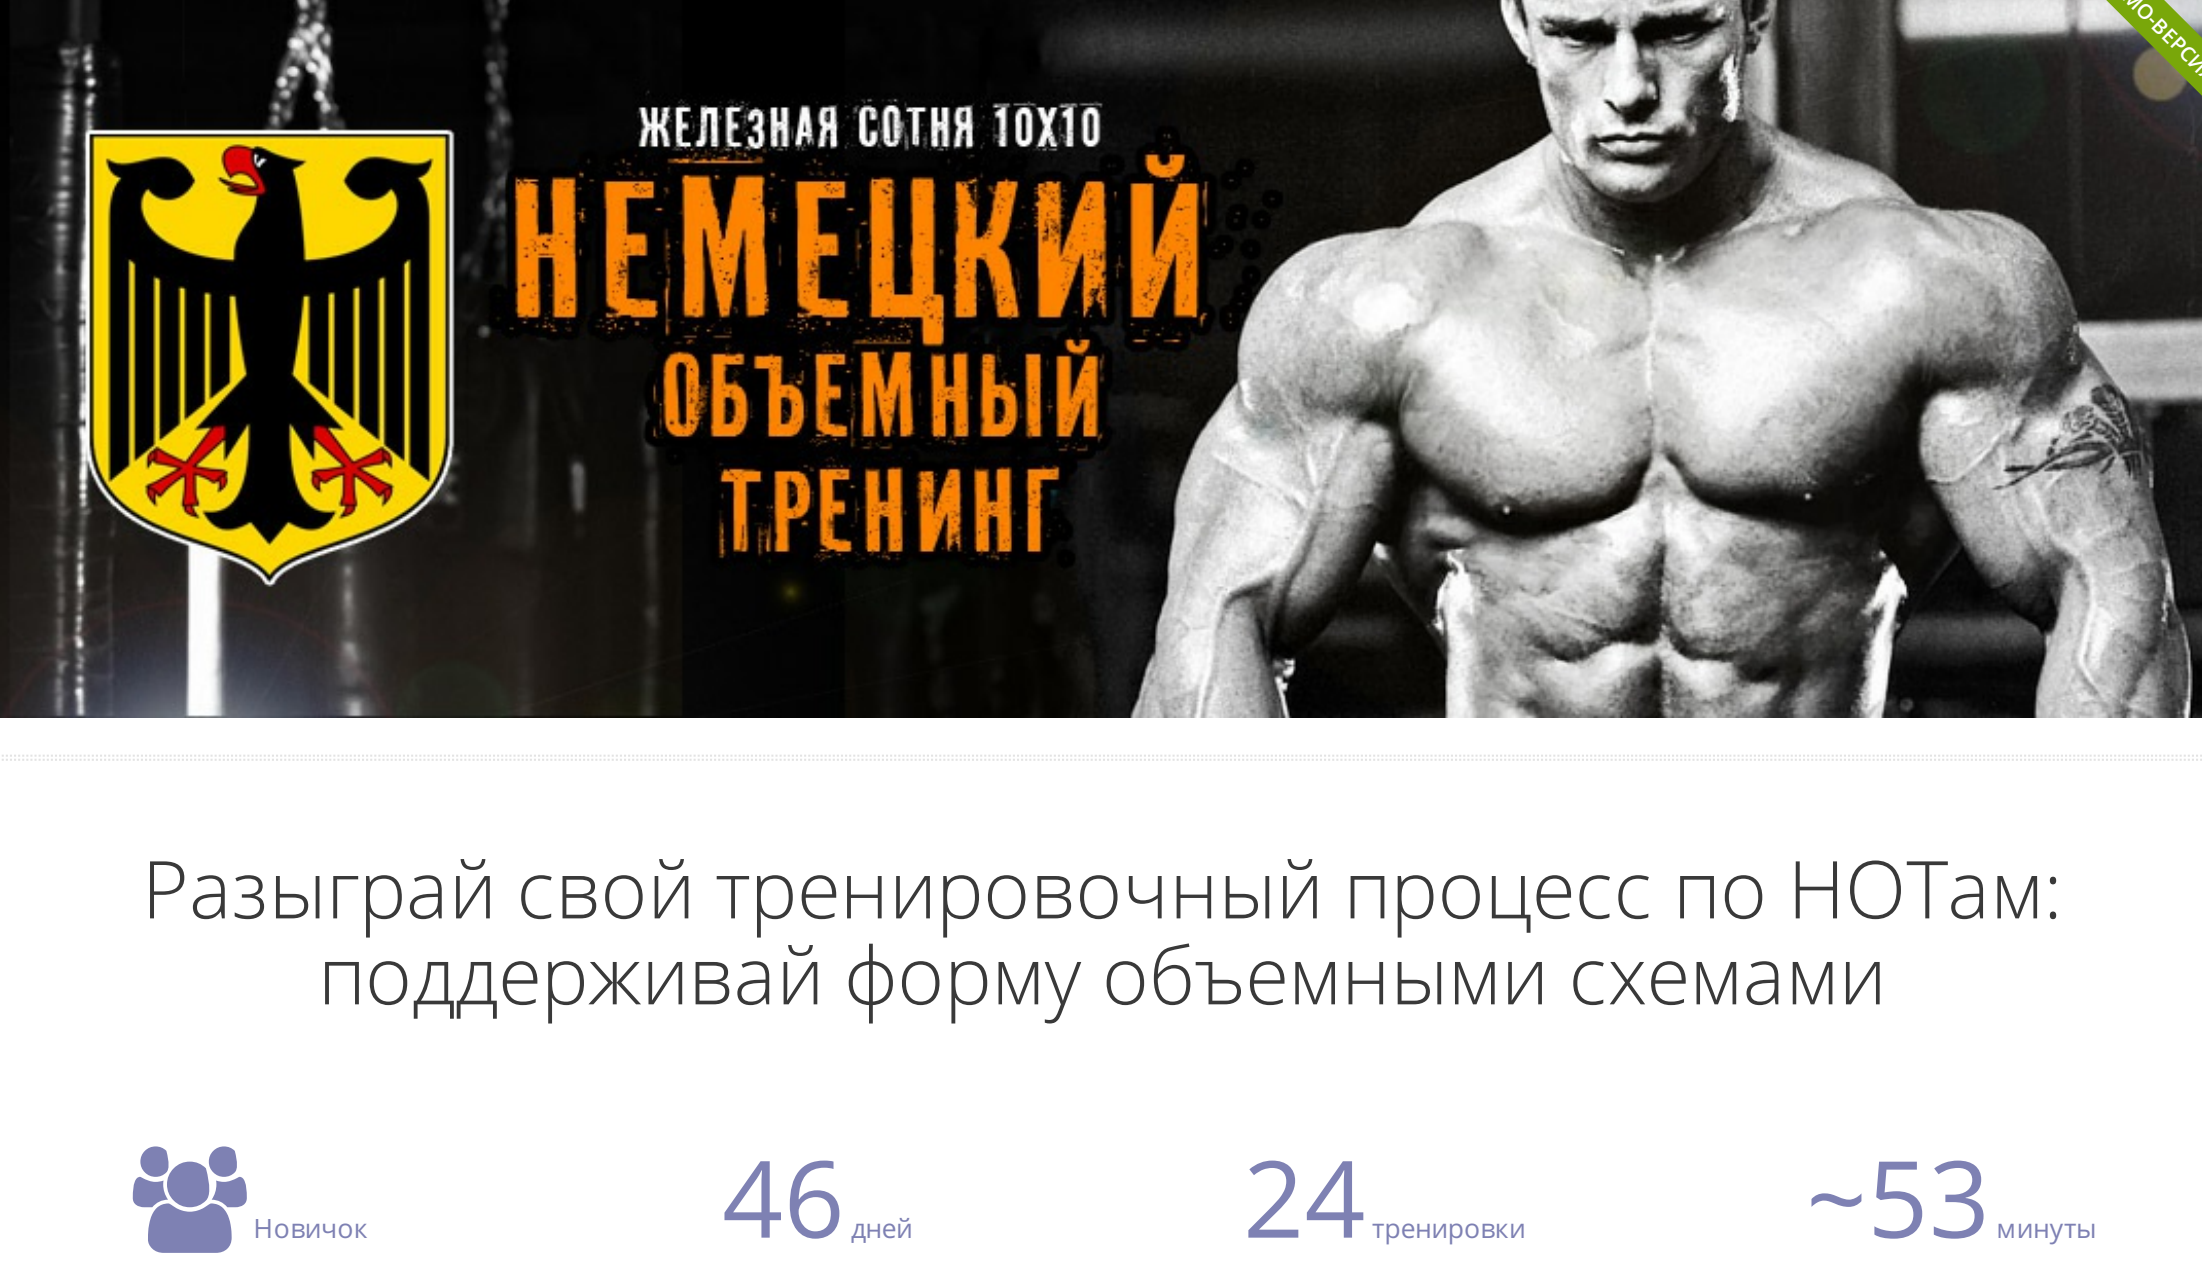 ЖЕЛЕЗНАЯ СОТНЯ 10X10
НЕМЕЦКИЙ
ОБЪЕМНЫЙ
ТРЕНИНГ
Разыграй свой тренировочный процесс по НОТам:
поддерживай форму объемными схемами
Новичок
46 дней
24 тренировки
~53 минуты